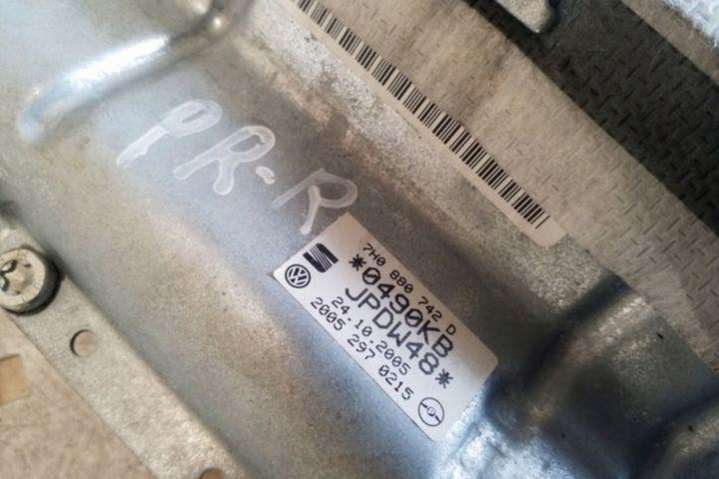 PR-R
7H0 880 742 D
*0490KB
JPDW48*
24.10.2005
2005 297 0215